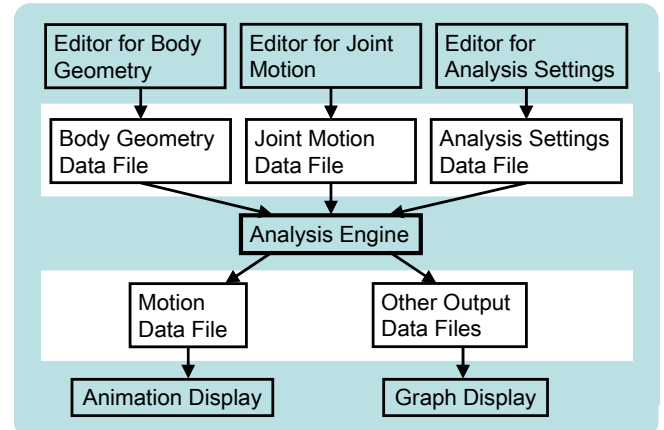 Editor for Body
Geometry
Editor for Joint
Motion
Editor for
Analysis Settings
Body Geometry
Data File
Joint Motion
Data File
Analysis Settings
Data File
Analysis Engine
Motion
Data File
Other Output
Data Files
Animation Display
Graph Display